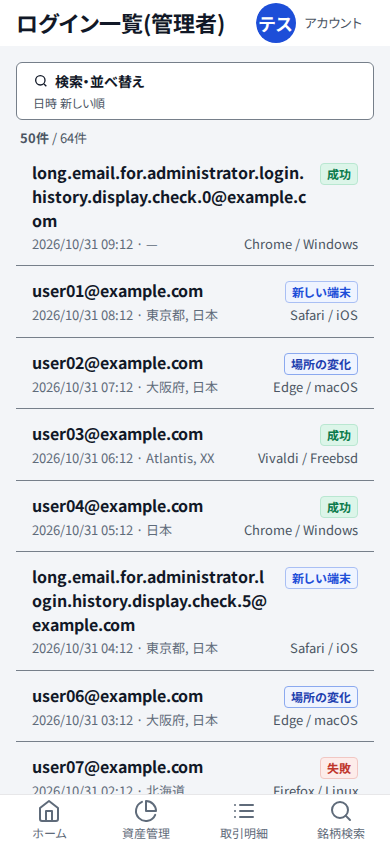 ログイン一覧(管理者)
テス アカウント
検索・並べ替え
日時 新しい順
50件 / 64件
long.email.for.administrator.login.
history.display.check.0@example.c
om
成功
2026/10/31 09:12 · — Chrome / Windows
user01@example.com 新しい端末
2026/10/31 08:12 · 東京都, 日本 Safari / iOS
user02@example.com 場所の変化
2026/10/31 07:12 · 大阪府, 日本 Edge / macOS
user03@example.com 成功
2026/10/31 06:12 · Atlantis, XX Vivaldi / Freebsd
user04@example.com 成功
2026/10/31 05:12 · 日本 Chrome / Windows
long.email.for.administrator.l
ogin.history.display.check.5@
example.com
新しい端末
2026/10/31 04:12 · 東京都, 日本 Safari / iOS
user06@example.com 場所の変化
2026/10/31 03:12 · 大阪府, 日本 Edge / macOS
user07@example.com 失敗
2026/10/31 02:12 · 北海道 Firefox / Linux
ホーム 資産管理 取引明細 銘柄検索